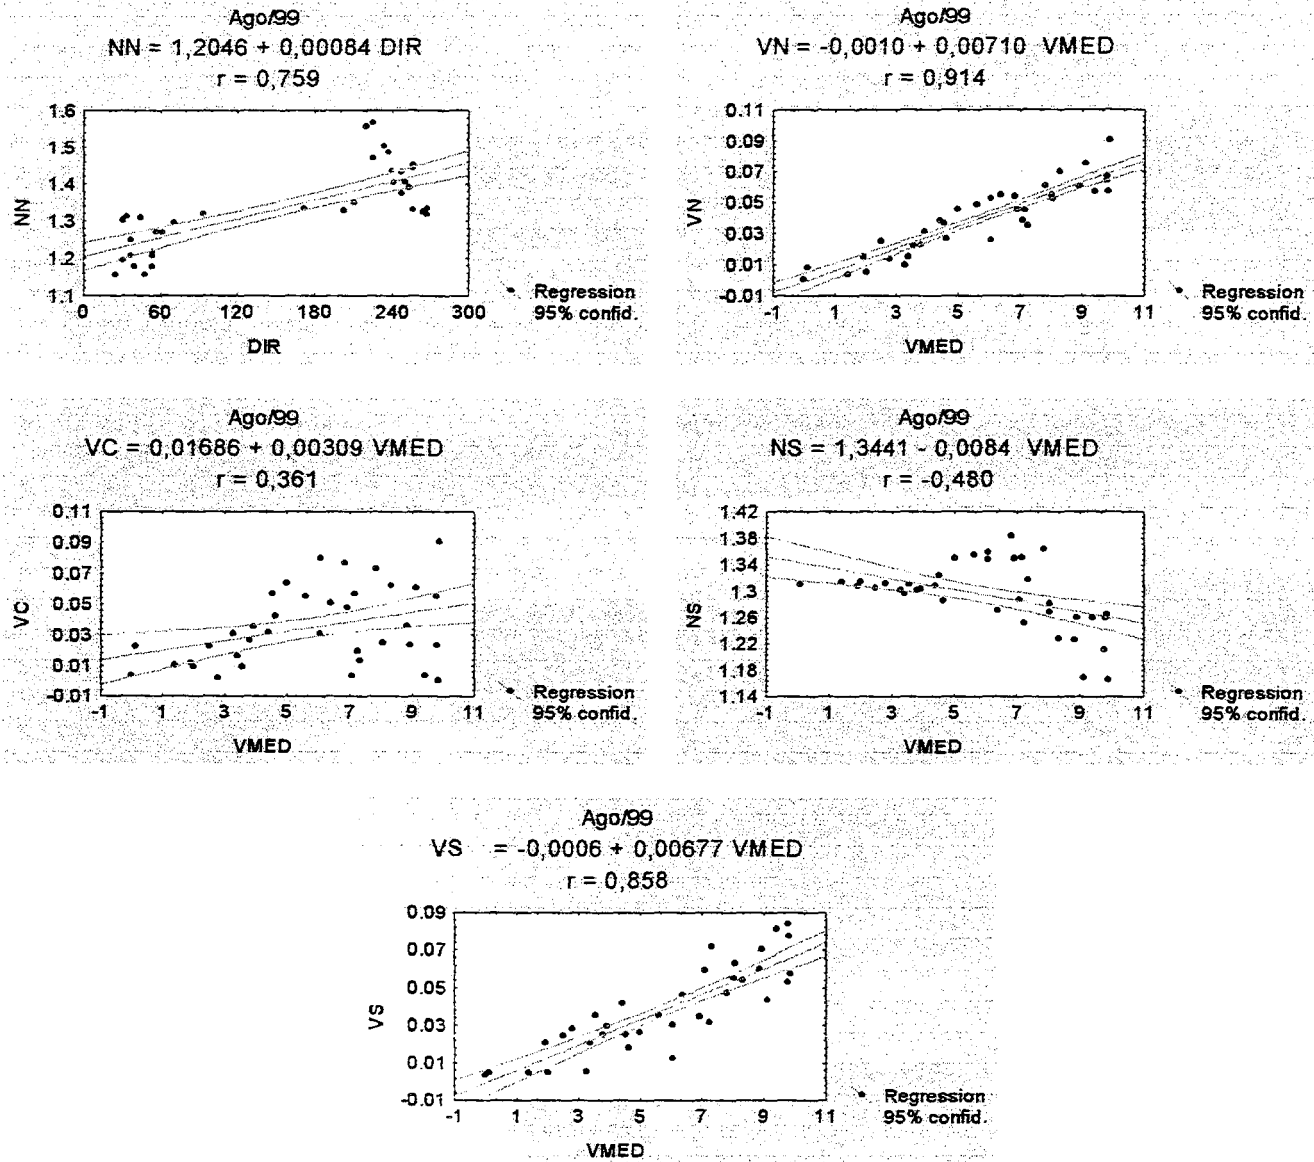 Ago/99
NN = 1,2046 + 0,00084 DIR
r = 0,759
NN
1.6
1.5
1.4
1.3
1.2
1.1
0 60 120 180 240 300
DIR
Regression
95% confid.
Ago/99
VN = -0,0010 + 0,00710 VMED
r = 0,914
VN
0.11
0.09
0.07
0.05
0.03
0.01
-0.01
-1 1 3 5 7 9 11
VMED
Regression
95% confid.
Ago/99
VC = 0,01686 + 0,00309 VMED
r = 0,361
VC
0.11
0.09
0.07
0.05
0.03
0.01
-0.01
-1 1 3 5 7 9 11
VMED
Regression
95% confid.
Ago/99
NS = 1,3441 - 0,0084 VMED
r = -0,480
NS
1.42
1.38
1.34
1.3
1.26
1.22
1.18
1.14
-1 1 3 5 7 9 11
VMED
Regression
95% confid.
Ago/99
VS = -0,0006 + 0,00677 VMED
r = 0,858
VS
0.09
0.07
0.05
0.03
0.01
-0.01
-1 1 3 5 7 9 11
VMED
Regression
95% confid.